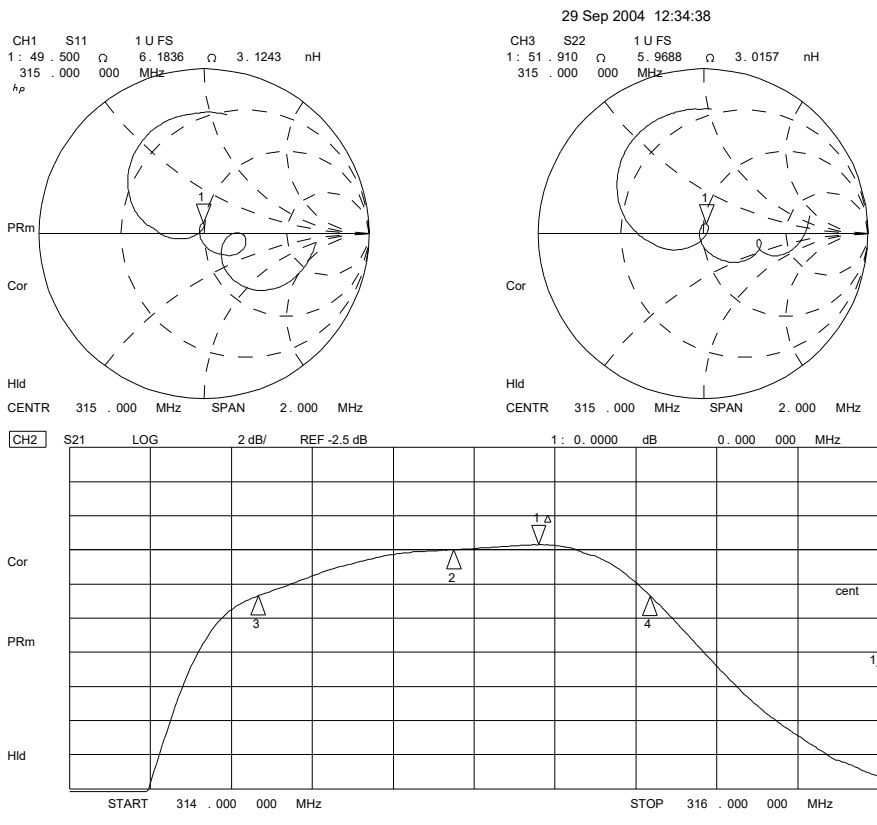 29 Sep 2004 12:34:38
CH1 S11 1 U FS
1 : 49 . 500 Ω 6 . 1836 Ω 3 . 1243 nH
315 . 000 000 MHz
hp
1
PRm
Cor
Hld
CENTR 315 . 000 MHz SPAN 2 . 000 MHz
CH3 S22 1 U FS
1 : 51 . 910 Ω 5 . 9688 Ω 3 . 0157 nH
315 . 000 000 MHz
1
Cor
Hld
CENTR 315 . 000 MHz SPAN 2 . 000 MHz
CH2 S21 LOG 2 dB/ REF -2.5 dB 1 : 0. 0000 dB 0. 000 000 MHz
1 Δ
Cor
2
cent
3
4
PRm
1
Hld
START 314 . 000 000 MHz STOP 316 . 000 000 MHz